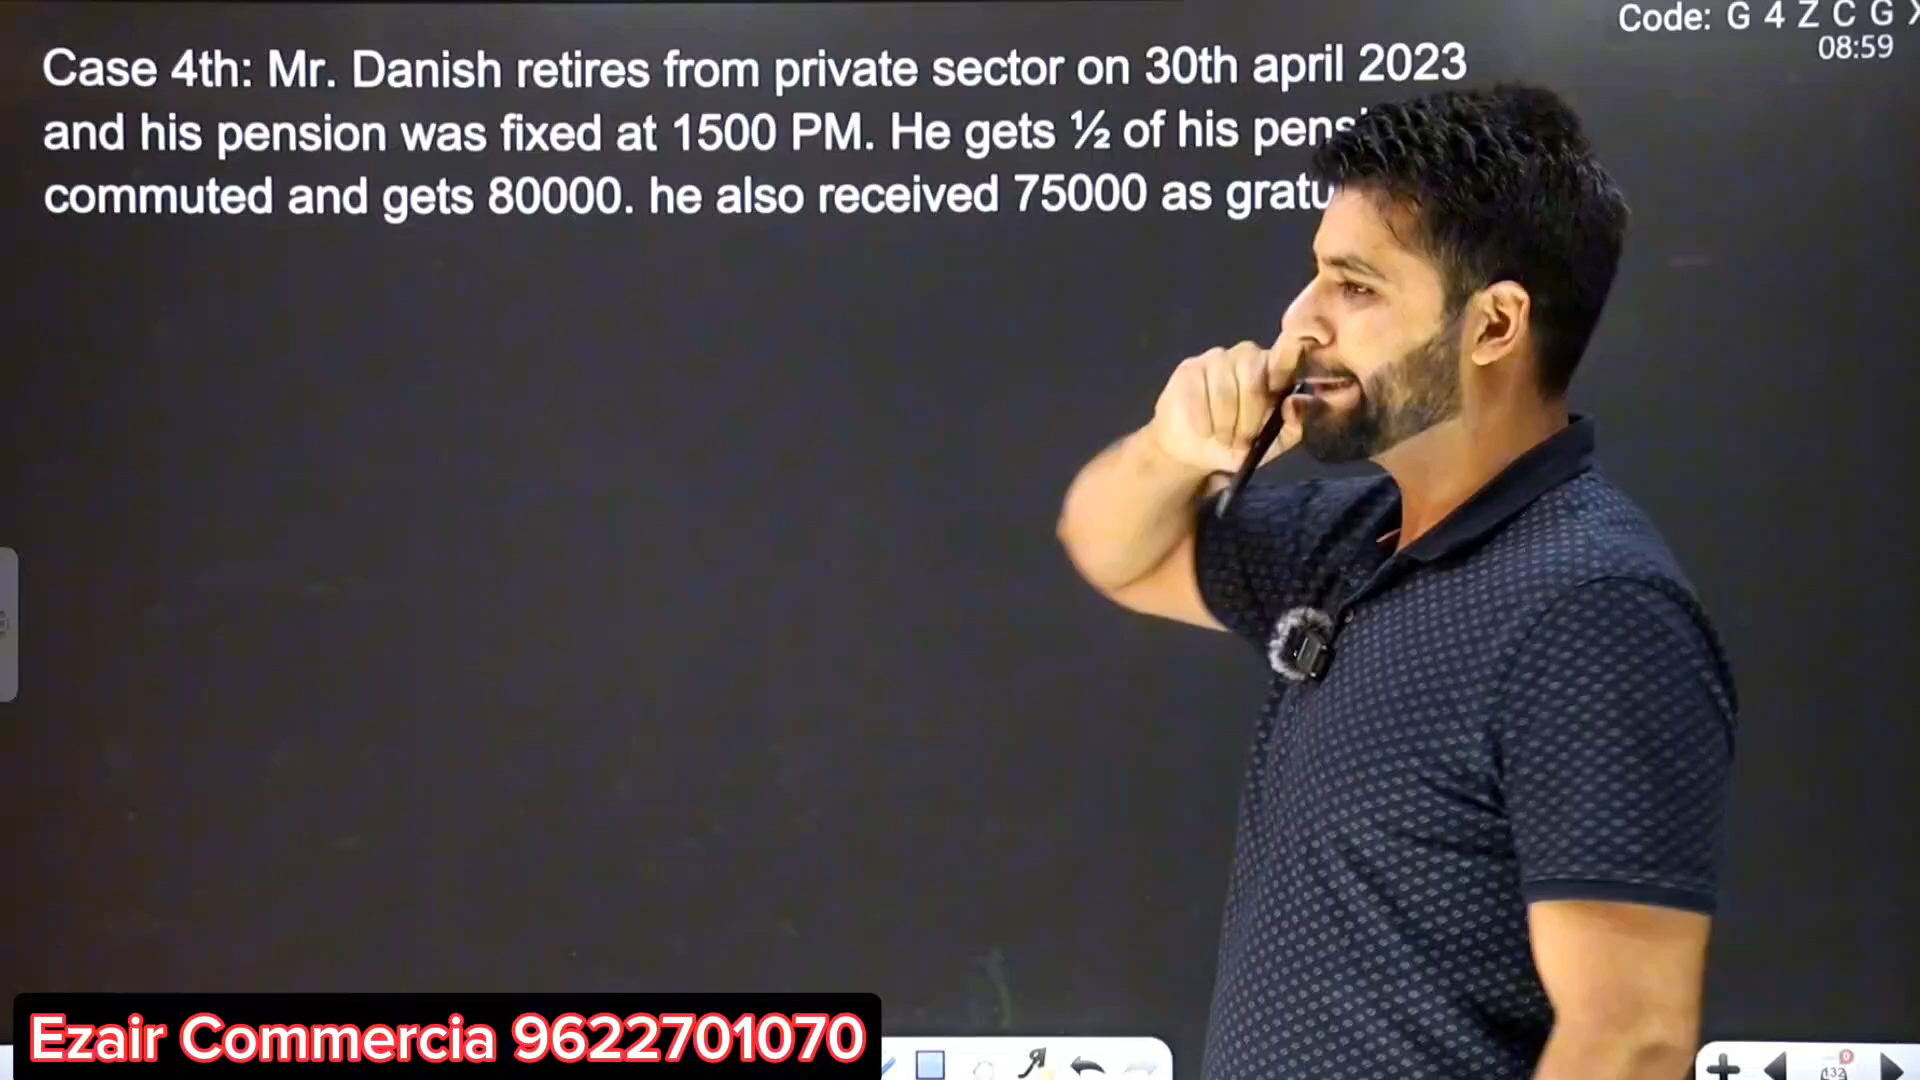 Code: G 4 Z C G
08:59
Case 4th: Mr. Danish retires from private sector on 30th april 2023
and his pension was fixed at 1500 PM. He gets ½ of his
commuted and gets 80000. he also received 75000 as
Ezair Commercia 9622701070
132